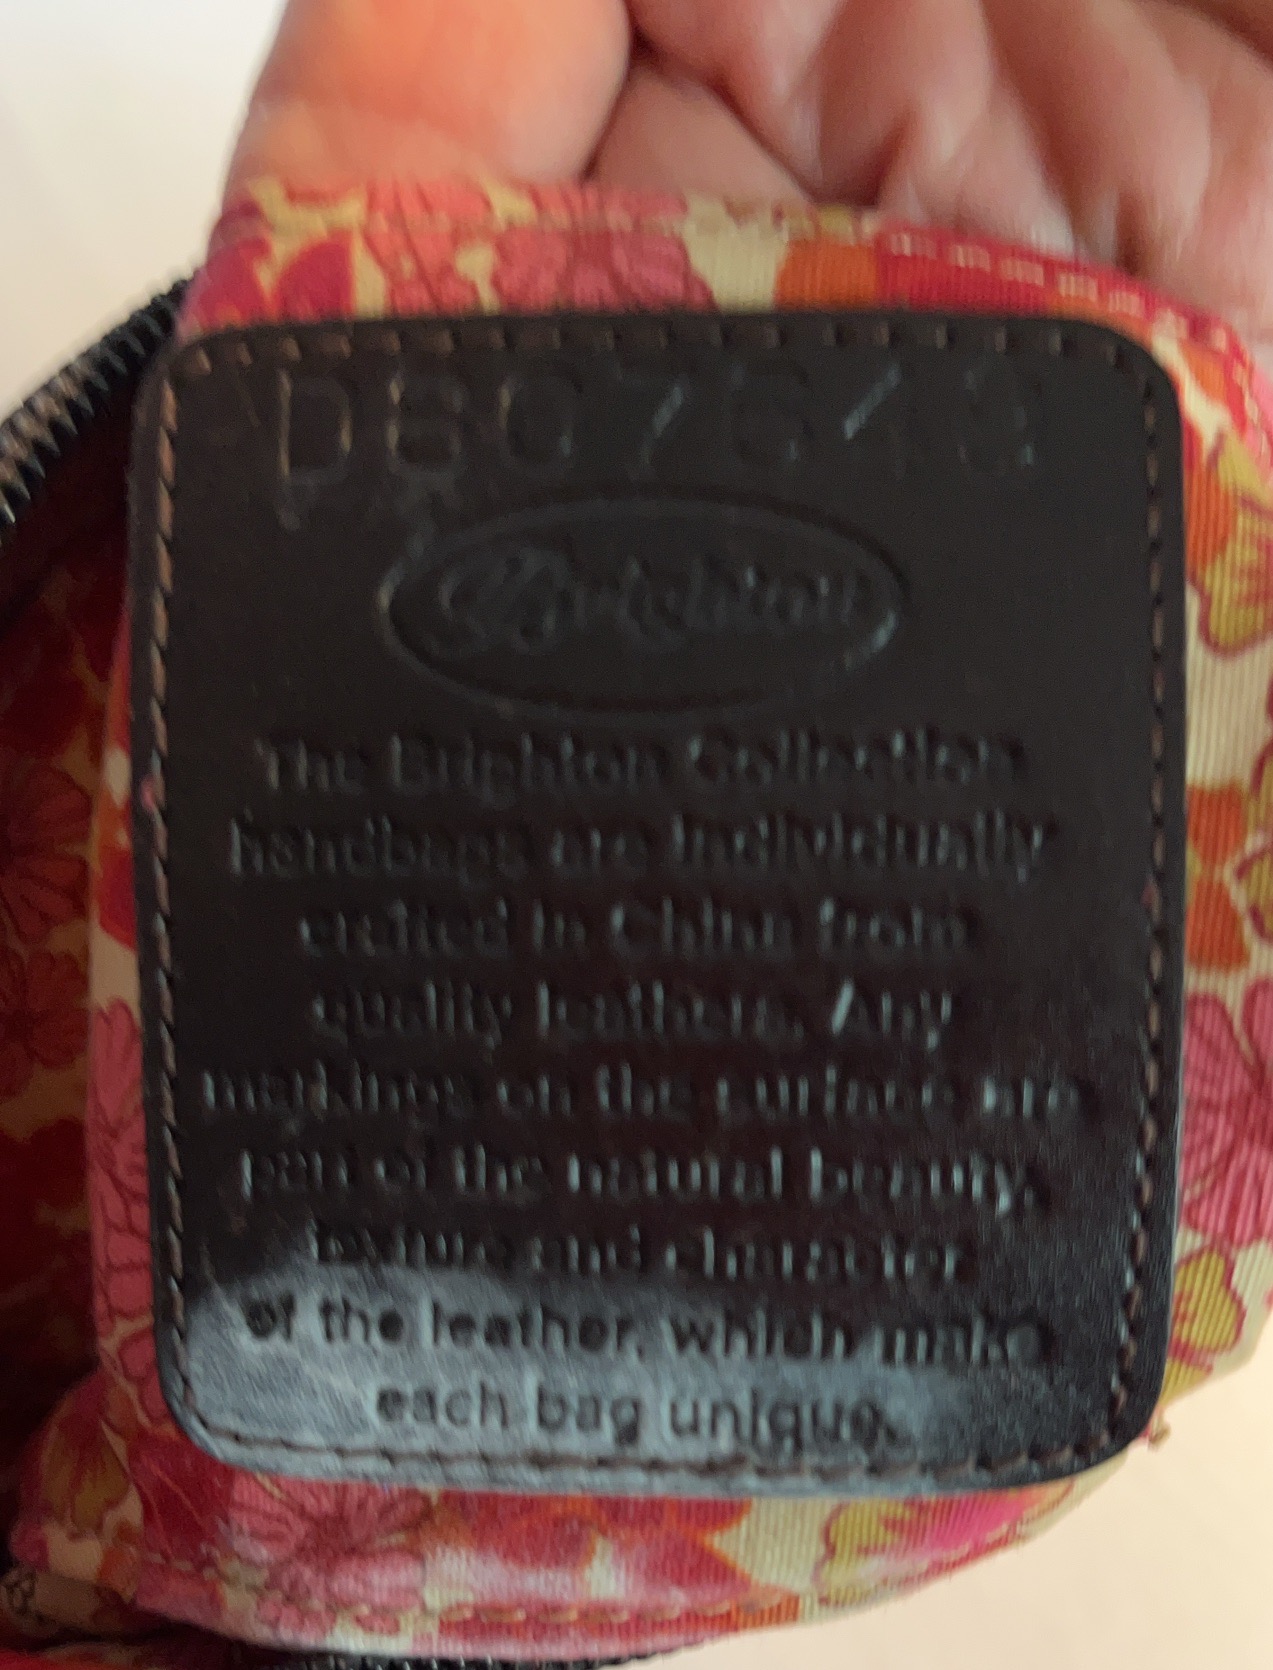 Brighton
The Brighton Collection
handbags are individually
crafted in China from
quality leathers. Any
markings on the surface are
part of the natural beauty,
texture and character
of the leather, which make
each bag unique.